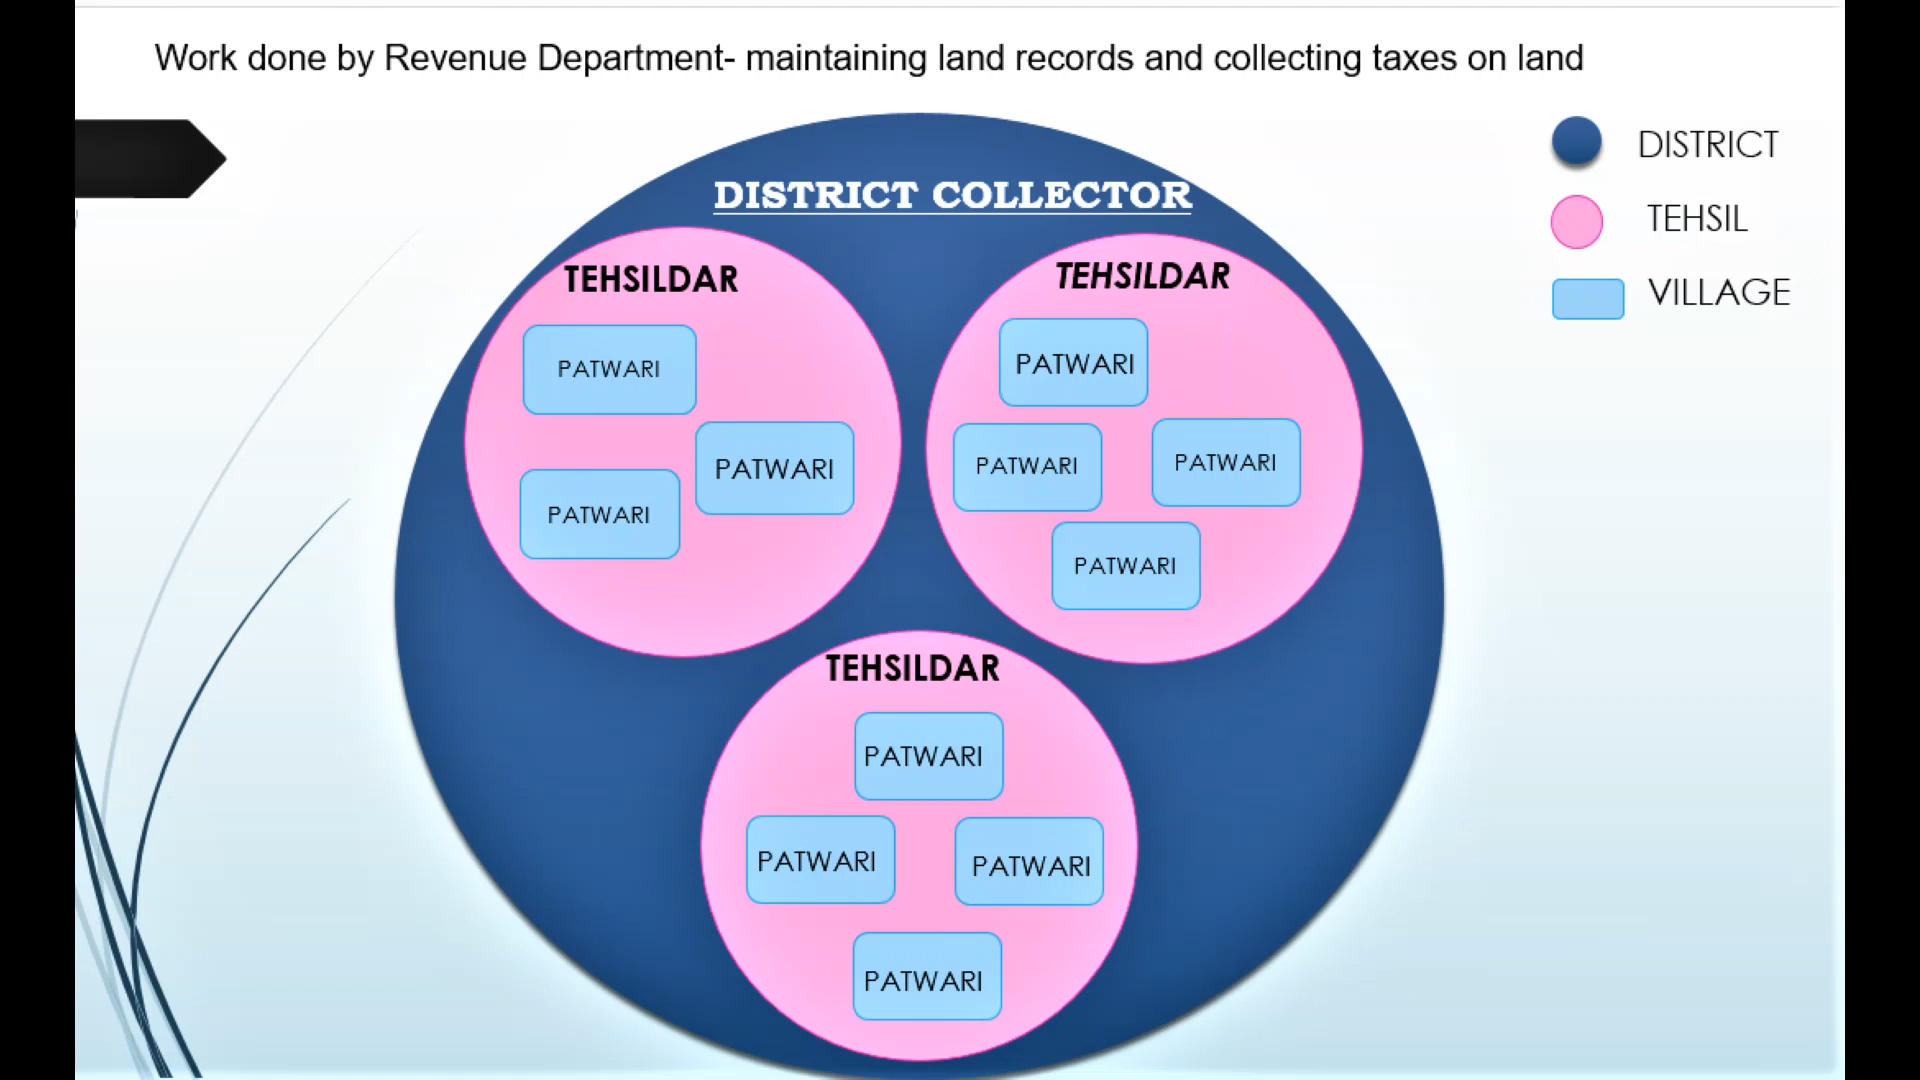 Work done by Revenue Department- maintaining land records and collecting taxes on land
DISTRICT
TEHSIL
VILLAGE
DISTRICT COLLECTOR
TEHSILDAR
PATWARI
PATWARI
PATWARI
TEHSILDAR
PATWARI
PATWARI
PATWARI
PATWARI
TEHSILDAR
PATWARI
PATWARI
PATWARI
PATWARI